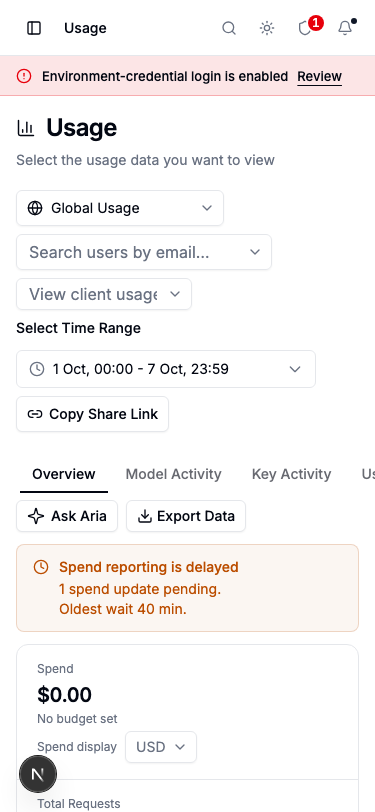 Usage
1
Environment-credential login is enabled Review
Usage
Select the usage data you want to view
Global Usage
Search users by email...
View client usage
Select Time Range
1 Oct, 00:00 - 7 Oct, 23:59
Copy Share Link
Overview Model Activity Key Activity Us
Ask Aria Export Data
Spend reporting is delayed
1 spend update pending.
Oldest wait 40 min.
Spend
$0.00
No budget set
Spend display USD
N
Total Requests